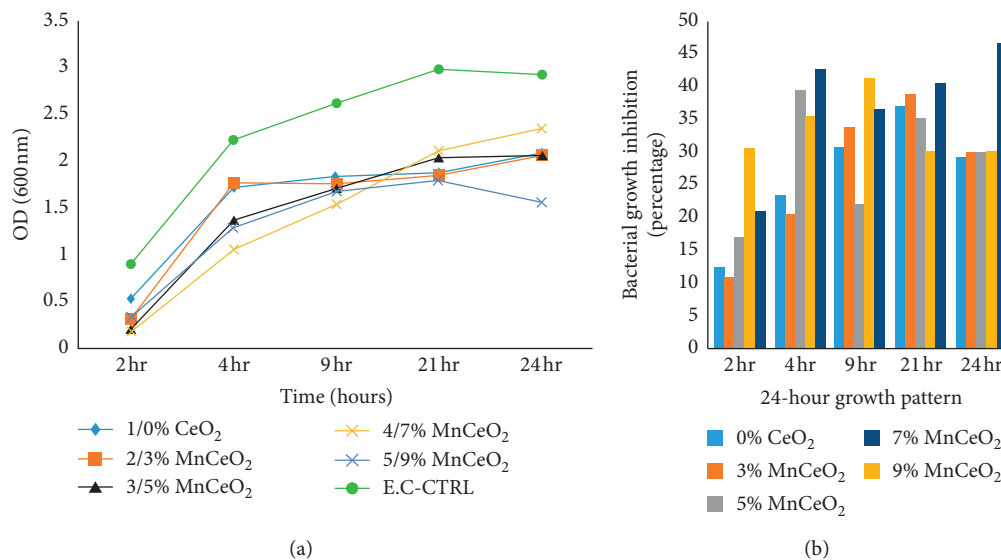 3.5
3
2.5
2
1.5
1
0.5
0
OD (600 nm)
2 hr 4 hr 9 hr 21 hr 24 hr
Time (hours)
1/0% CeO₂
2/3% MnCeO₂
3/5% MnCeO₂
4/7% MnCeO₂
5/9% MnCeO₂
E.C-CTRL
(a)
50
45
40
35
30
25
20
15
10
5
0
Bacterial growth inhibition
(percentage)
2 hr 4 hr 9 hr 21 hr 24 hr
24-hour growth pattern
0% CeO₂
3% MnCeO₂
5% MnCeO₂
7% MnCeO₂
9% MnCeO₂
(b)